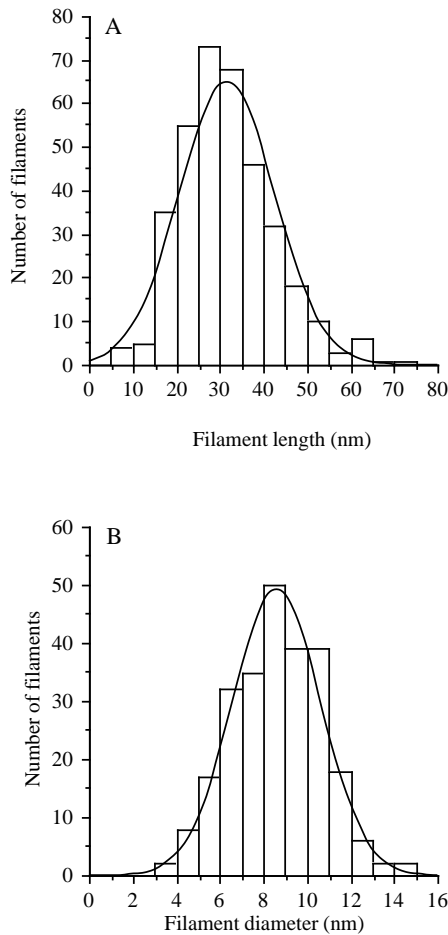 A
80
70
60
50
40
30
20
10
0
Number of filaments
0 10 20 30 40 50 60 70 80
Filament length (nm)
B
60
50
40
30
20
10
0
Number of filaments
0 2 4 6 8 10 12 14 16
Filament diameter (nm)